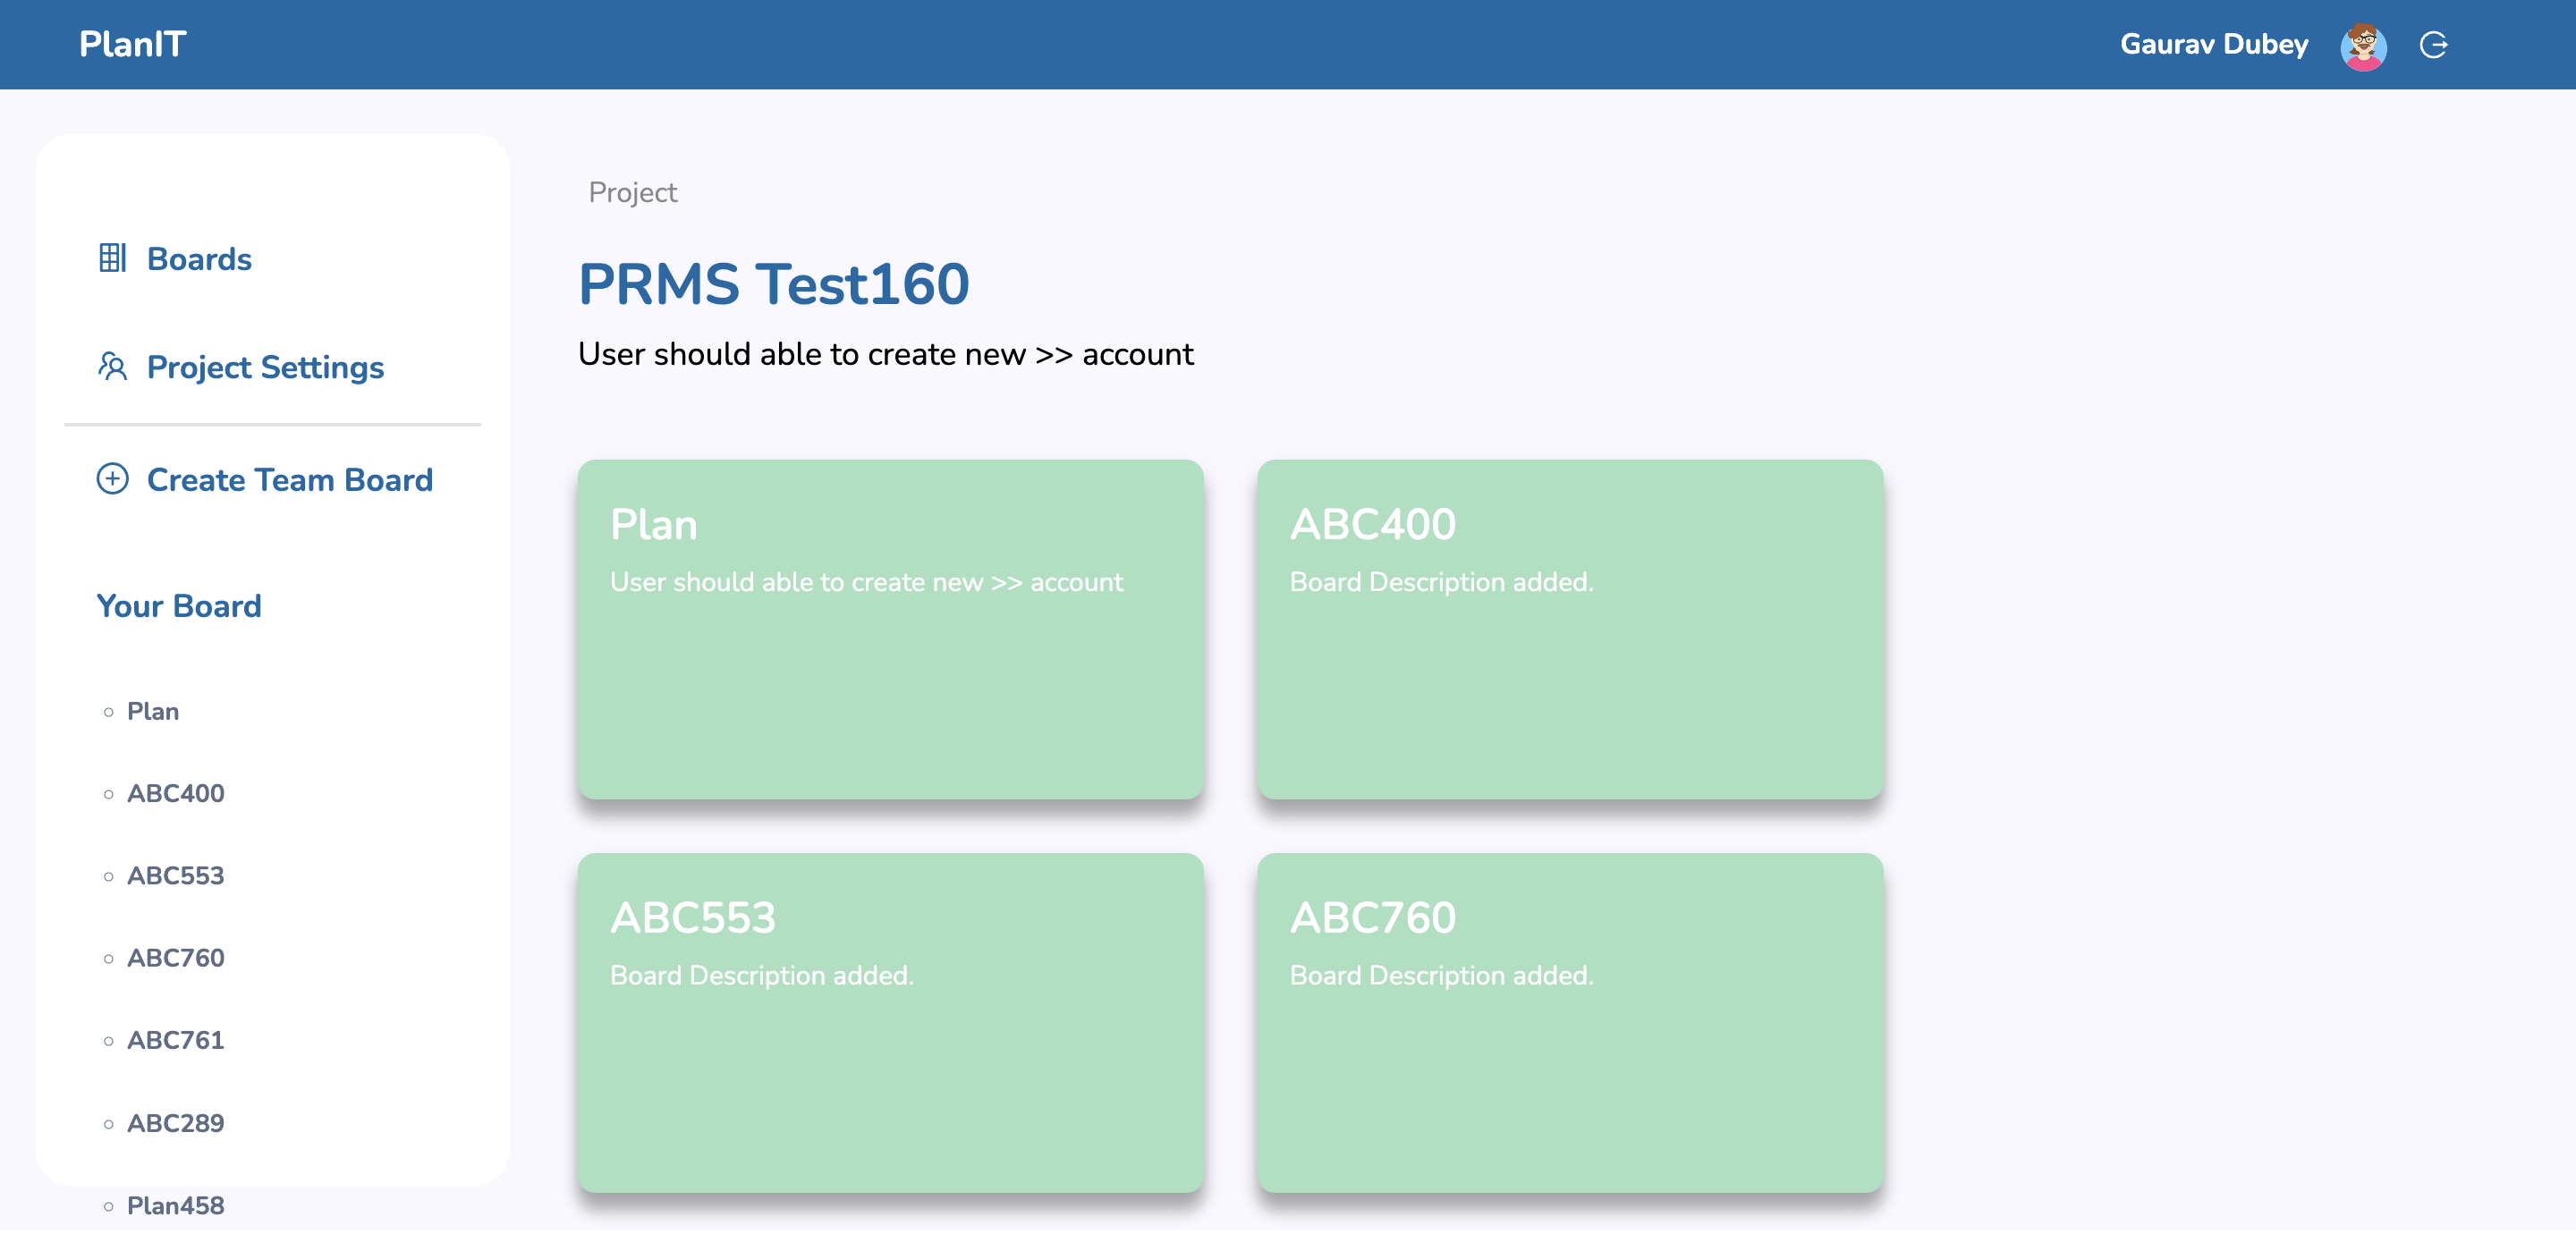 PlanIT
Gaurav Dubey
Boards
Project Settings
Create Team Board
Your Board
Plan
ABC400
ABC553
ABC760
ABC761
ABC289
Plan458
Project
PRMS Test160
User should able to create new >> account
Plan
User should able to create new >> account
ABC400
Board Description added.
ABC553
Board Description added.
ABC760
Board Description added.